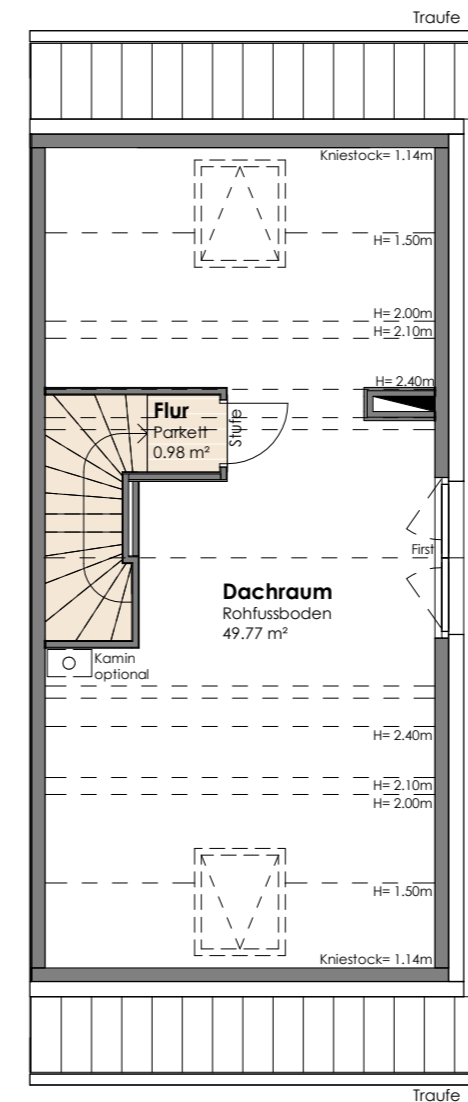 Traufe
Kniestock= 1.14m
H= 1.50m
H= 2.00m
H= 2.10m
H= 2.40m
Flur
Parkett
0.98 m²
Stufe
First
Dachraum
Rohfussboden
49.77 m²
Kamin
optional
H= 2.40m
H= 2.10m
H= 2.00m
H= 1.50m
Kniestock= 1.14m
Traufe